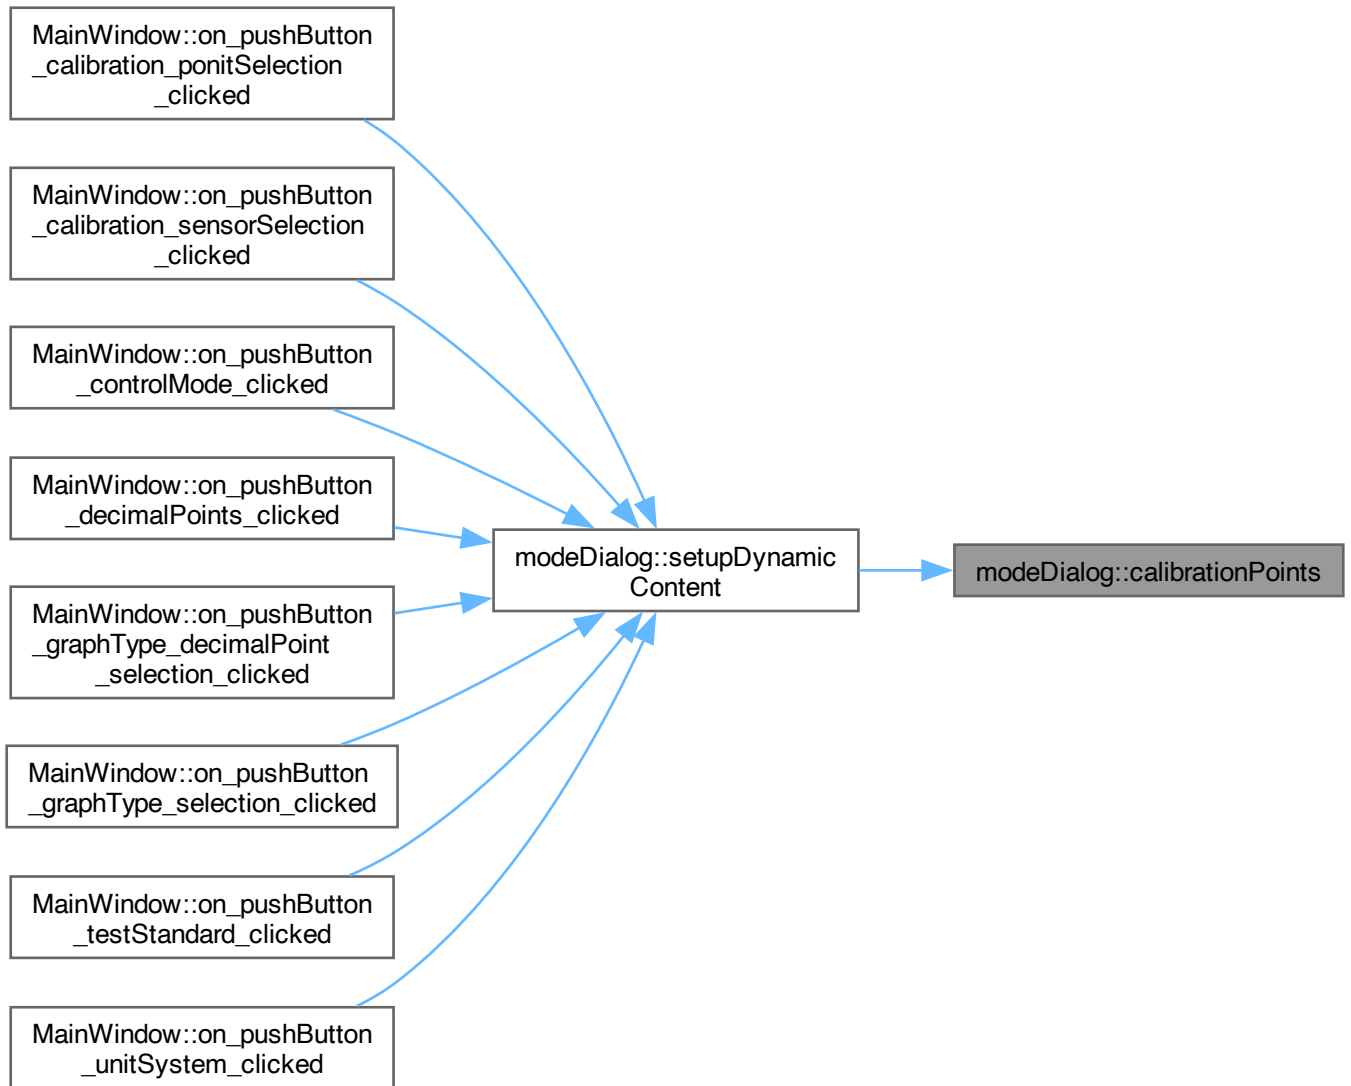 MainWindow::on_pushButton
_calibration_ponitSelection
_clicked
MainWindow::on_pushButton
_calibration_sensorSelection
_clicked
MainWindow::on_pushButton
_controlMode_clicked
MainWindow::on_pushButton
_decimalPoints_clicked
MainWindow::on_pushButton
_graphType_decimalPoint
_selection_clicked
MainWindow::on_pushButton
_graphType_selection_clicked
MainWindow::on_pushButton
_testStandard_clicked
MainWindow::on_pushButton
_unitSystem_clicked
modeDialog::setupDynamic
Content
modeDialog::calibrationPoints